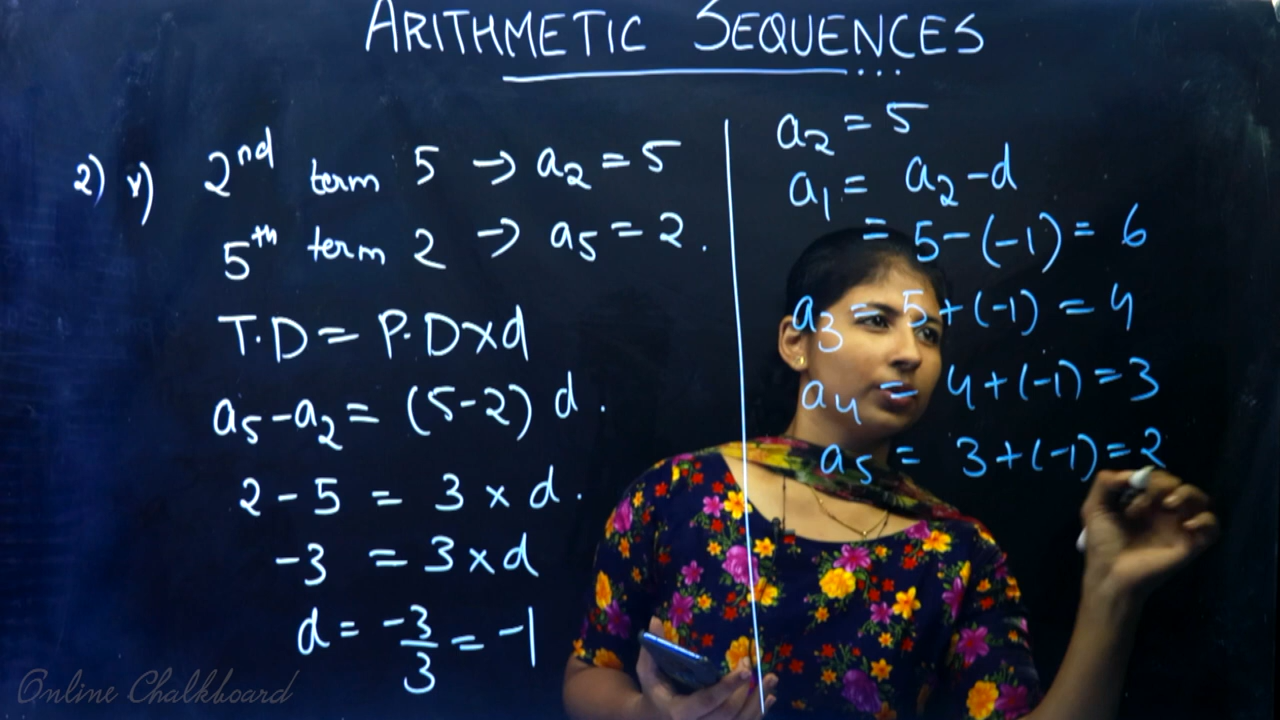 ARITHMETIC SEQUENCES
2) v) 2nd term 5 → a2 = 5
5th term 2 → a5 = 2.
T.D = P.D x d
a5 - a2 = (5-2) d.
2 - 5 = 3 x d.
-3 = 3 x d
d = -3/3 = -1
a2 = 5
a1 = a2 - d
= 5 - (-1) = 6
a3 = 5 + (-1) = 4
a4 = 4 + (-1) = 3
a5 = 3 + (-1) = 2
Online Chalkboard